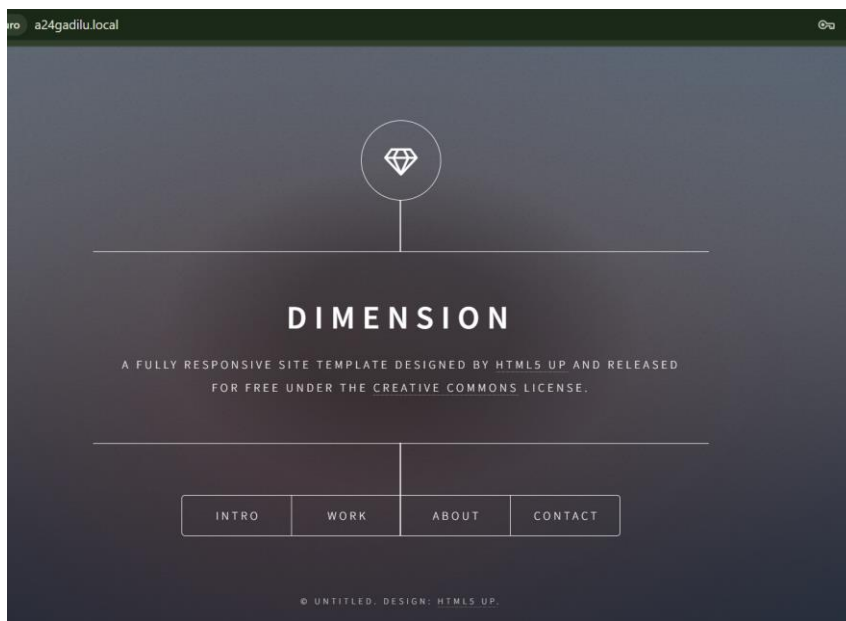 a24gadilu.local
DIMENSION
A FULLY RESPONSIVE SITE TEMPLATE DESIGNED BY HTML5 UP AND RELEASED
FOR FREE UNDER THE CREATIVE COMMONS LICENSE.
INTRO WORK ABOUT CONTACT
© UNTITLED. DESIGN: HTML5 UP.